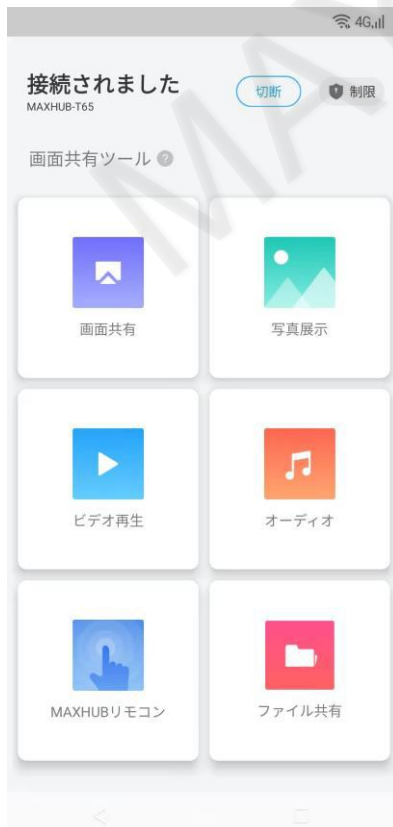 4G
接続されました
MAXHUB-T65
切断
制限
画面共有ツール ?
画面共有
写真展示
ビデオ再生
オーディオ
MAXHUBリモコン
ファイル共有